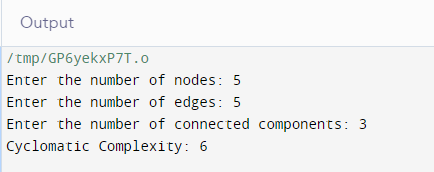 Output
/tmp/GP6yekxP7T.o
Enter the number of nodes: 5
Enter the number of edges: 5
Enter the number of connected components: 3
Cyclomatic Complexity: 6